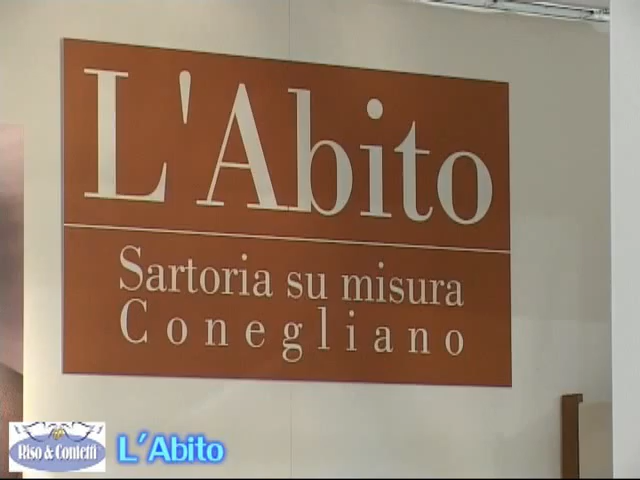 L'Abito
Sartoria su misura
Conegliano
Riso & Confetti
L´Abito